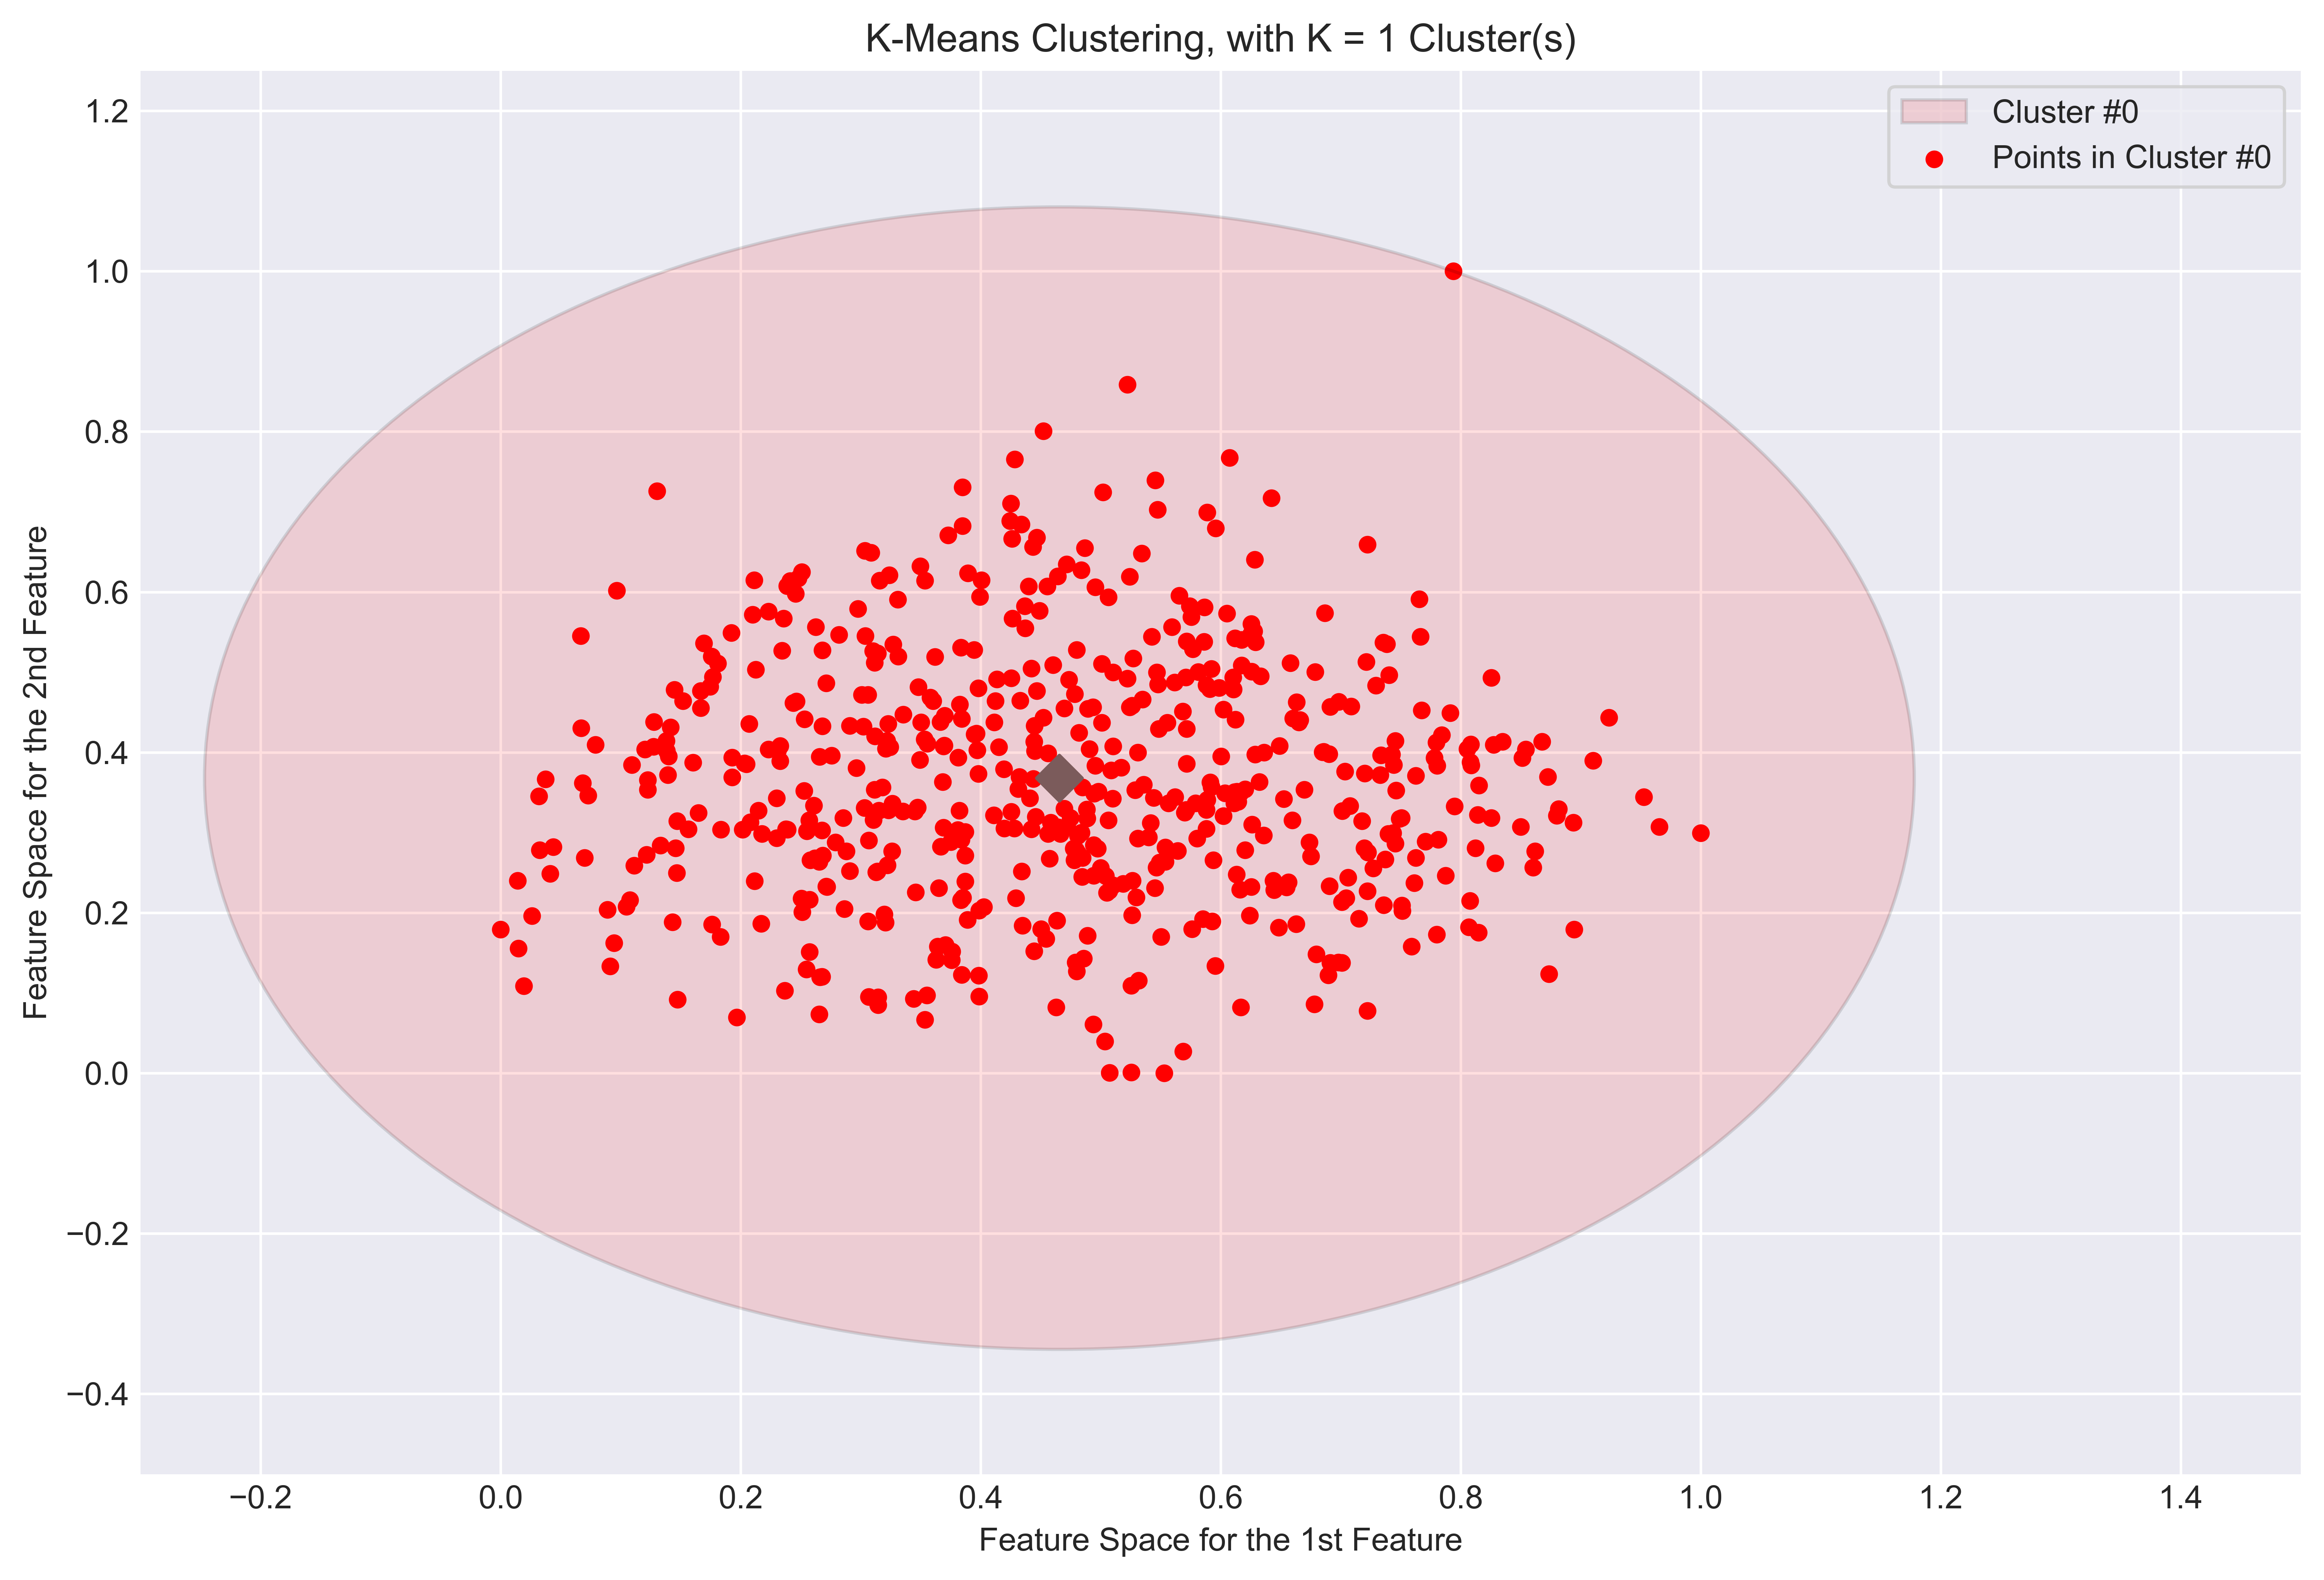 K-Means Clustering, with K = 1 Cluster(s)
Cluster #0
Points in Cluster #0
1.2
1.0
0.8
0.6
0.4
0.2
0.0
−0.2
−0.4
Feature Space for the 2nd Feature
−0.2 0.0 0.2 0.4 0.6 0.8 1.0 1.2 1.4
Feature Space for the 1st Feature